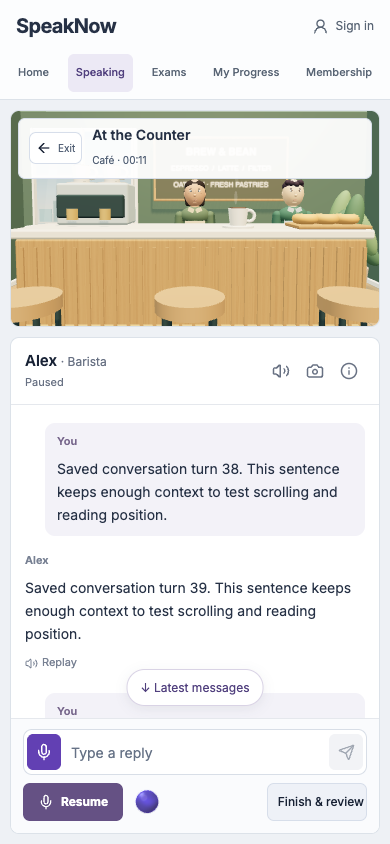 SpeakNow
Sign in
Home
Speaking
Exams
My Progress
Membership
Exit
At the Counter
Café · 00:11
FRESH PASTRIES
Alex · Barista
Paused
You
Saved conversation turn 38. This sentence
keeps enough context to test scrolling and
reading position.
Alex
Saved conversation turn 39. This sentence keeps
enough context to test scrolling and reading
position.
Replay
↓ Latest messages
You
Type a reply
Resume
Finish & review